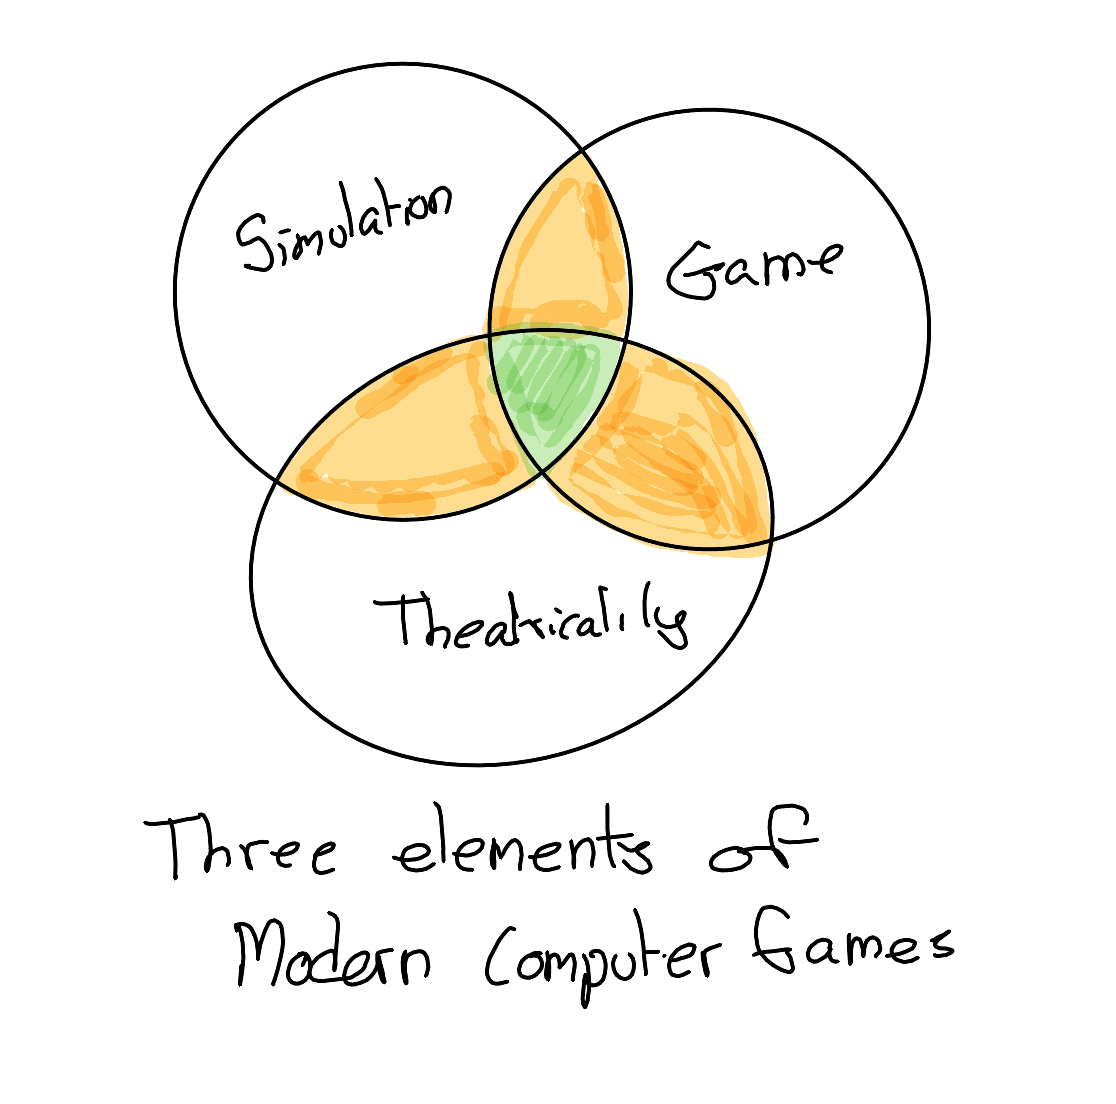 Simulation
Game
Theatricality
Three elements of
Modern Computer Games